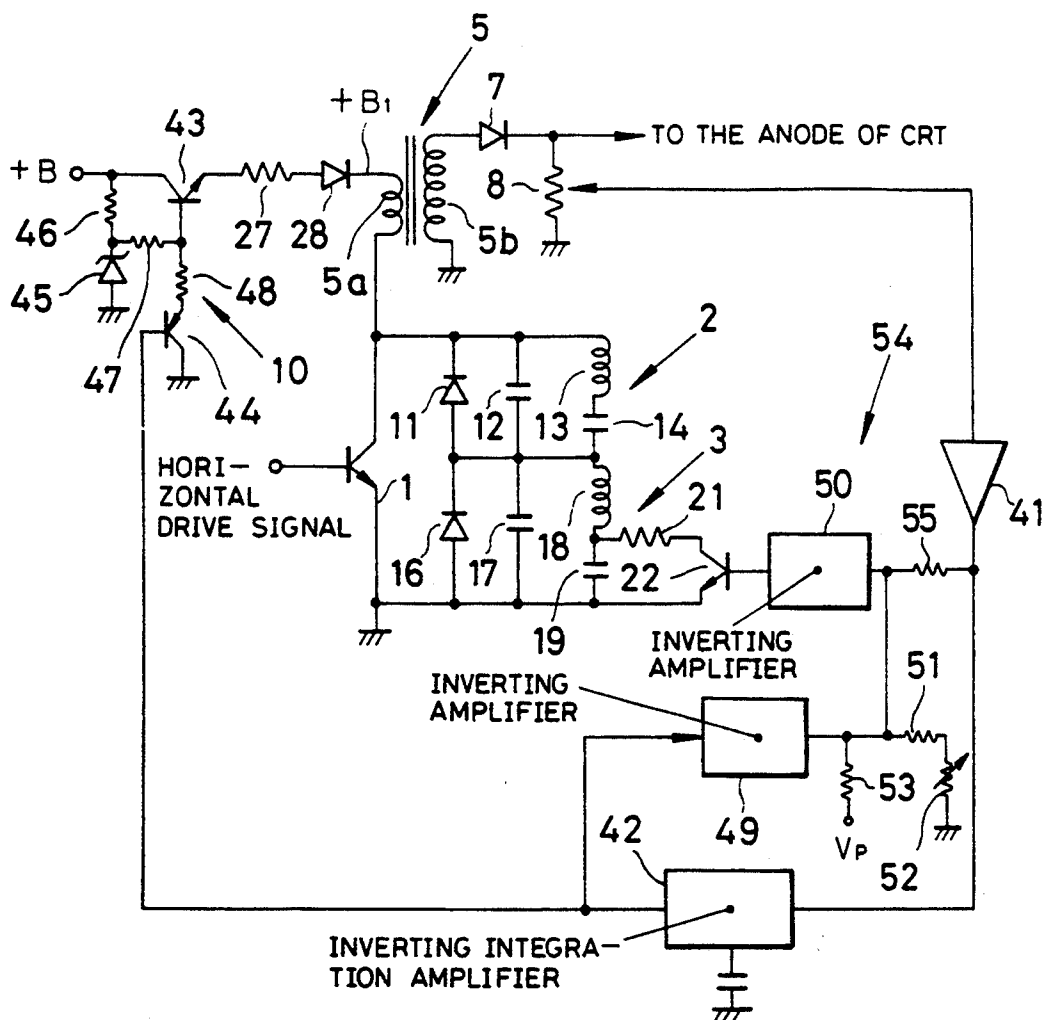 5
+B1
7
43
TO THE ANODE OF CRT
+B
8
46
27
28
5b
5a
45
48
2
54
47
10
44
11
12
13
14
3
HORI-
ZONTAL
DRIVE SIGNAL
1
21
50
41
16
17
18
22
55
19
INVERTING
AMPLIFIER
51
INVERTING
AMPLIFIER
53
49
VP
52
42
INVERTING INTEGRA-
TION AMPLIFIER